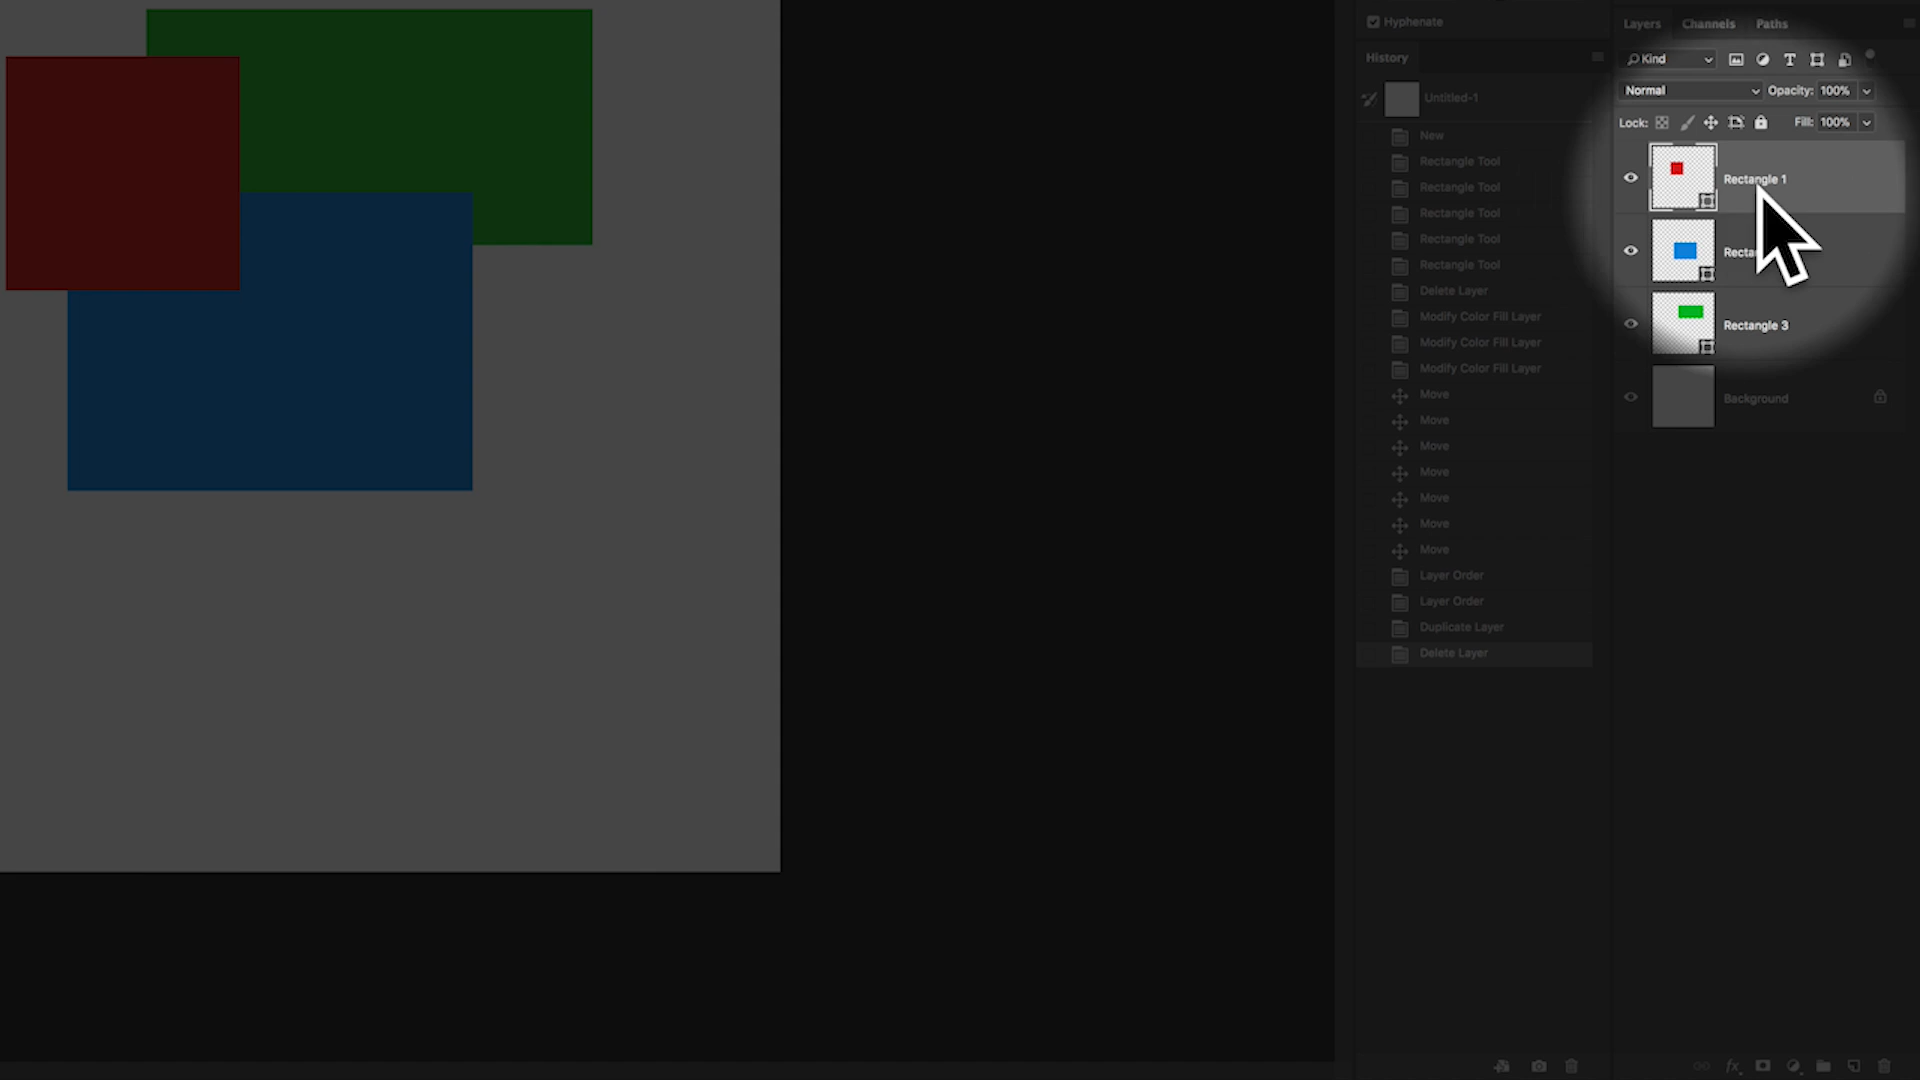 Hyphenate
History
Untitled-1
New
Rectangle Tool
Rectangle Tool
Rectangle Tool
Rectangle Tool
Rectangle Tool
Delete Layer
Modify Color Fill Layer
Modify Color Fill Layer
Modify Color Fill Layer
Move
Move
Move
Move
Move
Move
Move
Layer Order
Layer Order
Duplicate Layer
Delete Layer
Layers Channels Paths
Kind
Normal Opacity: 100%
Lock: Fill: 100%
Rectangle 1
Recta
Rectangle 3
Background
fx